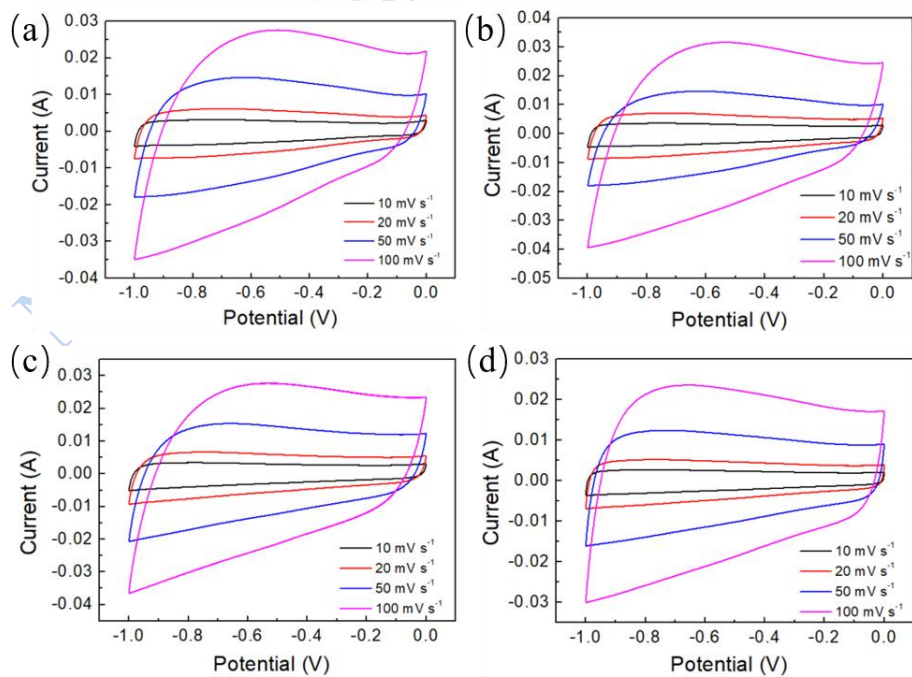 (a)
0.03
0.02
0.01
0.00
-0.01
-0.02
-0.03
-0.04
Current (A)
10 mV s⁻¹
20 mV s⁻¹
50 mV s⁻¹
100 mV s⁻¹
-1.0 -0.8 -0.6 -0.4 -0.2 0.0
Potential (V)
(b)
0.04
0.03
0.02
0.01
0.00
-0.01
-0.02
-0.03
-0.04
-0.05
Current (A)
10 mV s⁻¹
20 mV s⁻¹
50 mV s⁻¹
100 mV s⁻¹
-1.0 -0.8 -0.6 -0.4 -0.2 0.0
Potential (V)
(c)
0.03
0.02
0.01
0.00
-0.01
-0.02
-0.03
-0.04
Current (A)
10 mV s⁻¹
20 mV s⁻¹
50 mV s⁻¹
100 mV s⁻¹
-1.0 -0.8 -0.6 -0.4 -0.2 0.0
Potential (V)
(d)
0.03
0.02
0.01
0.00
-0.01
-0.02
-0.03
Current (A)
10 mV s⁻¹
20 mV s⁻¹
50 mV s⁻¹
100 mV s⁻¹
-1.0 -0.8 -0.6 -0.4 -0.2 0.0
Potential (V)